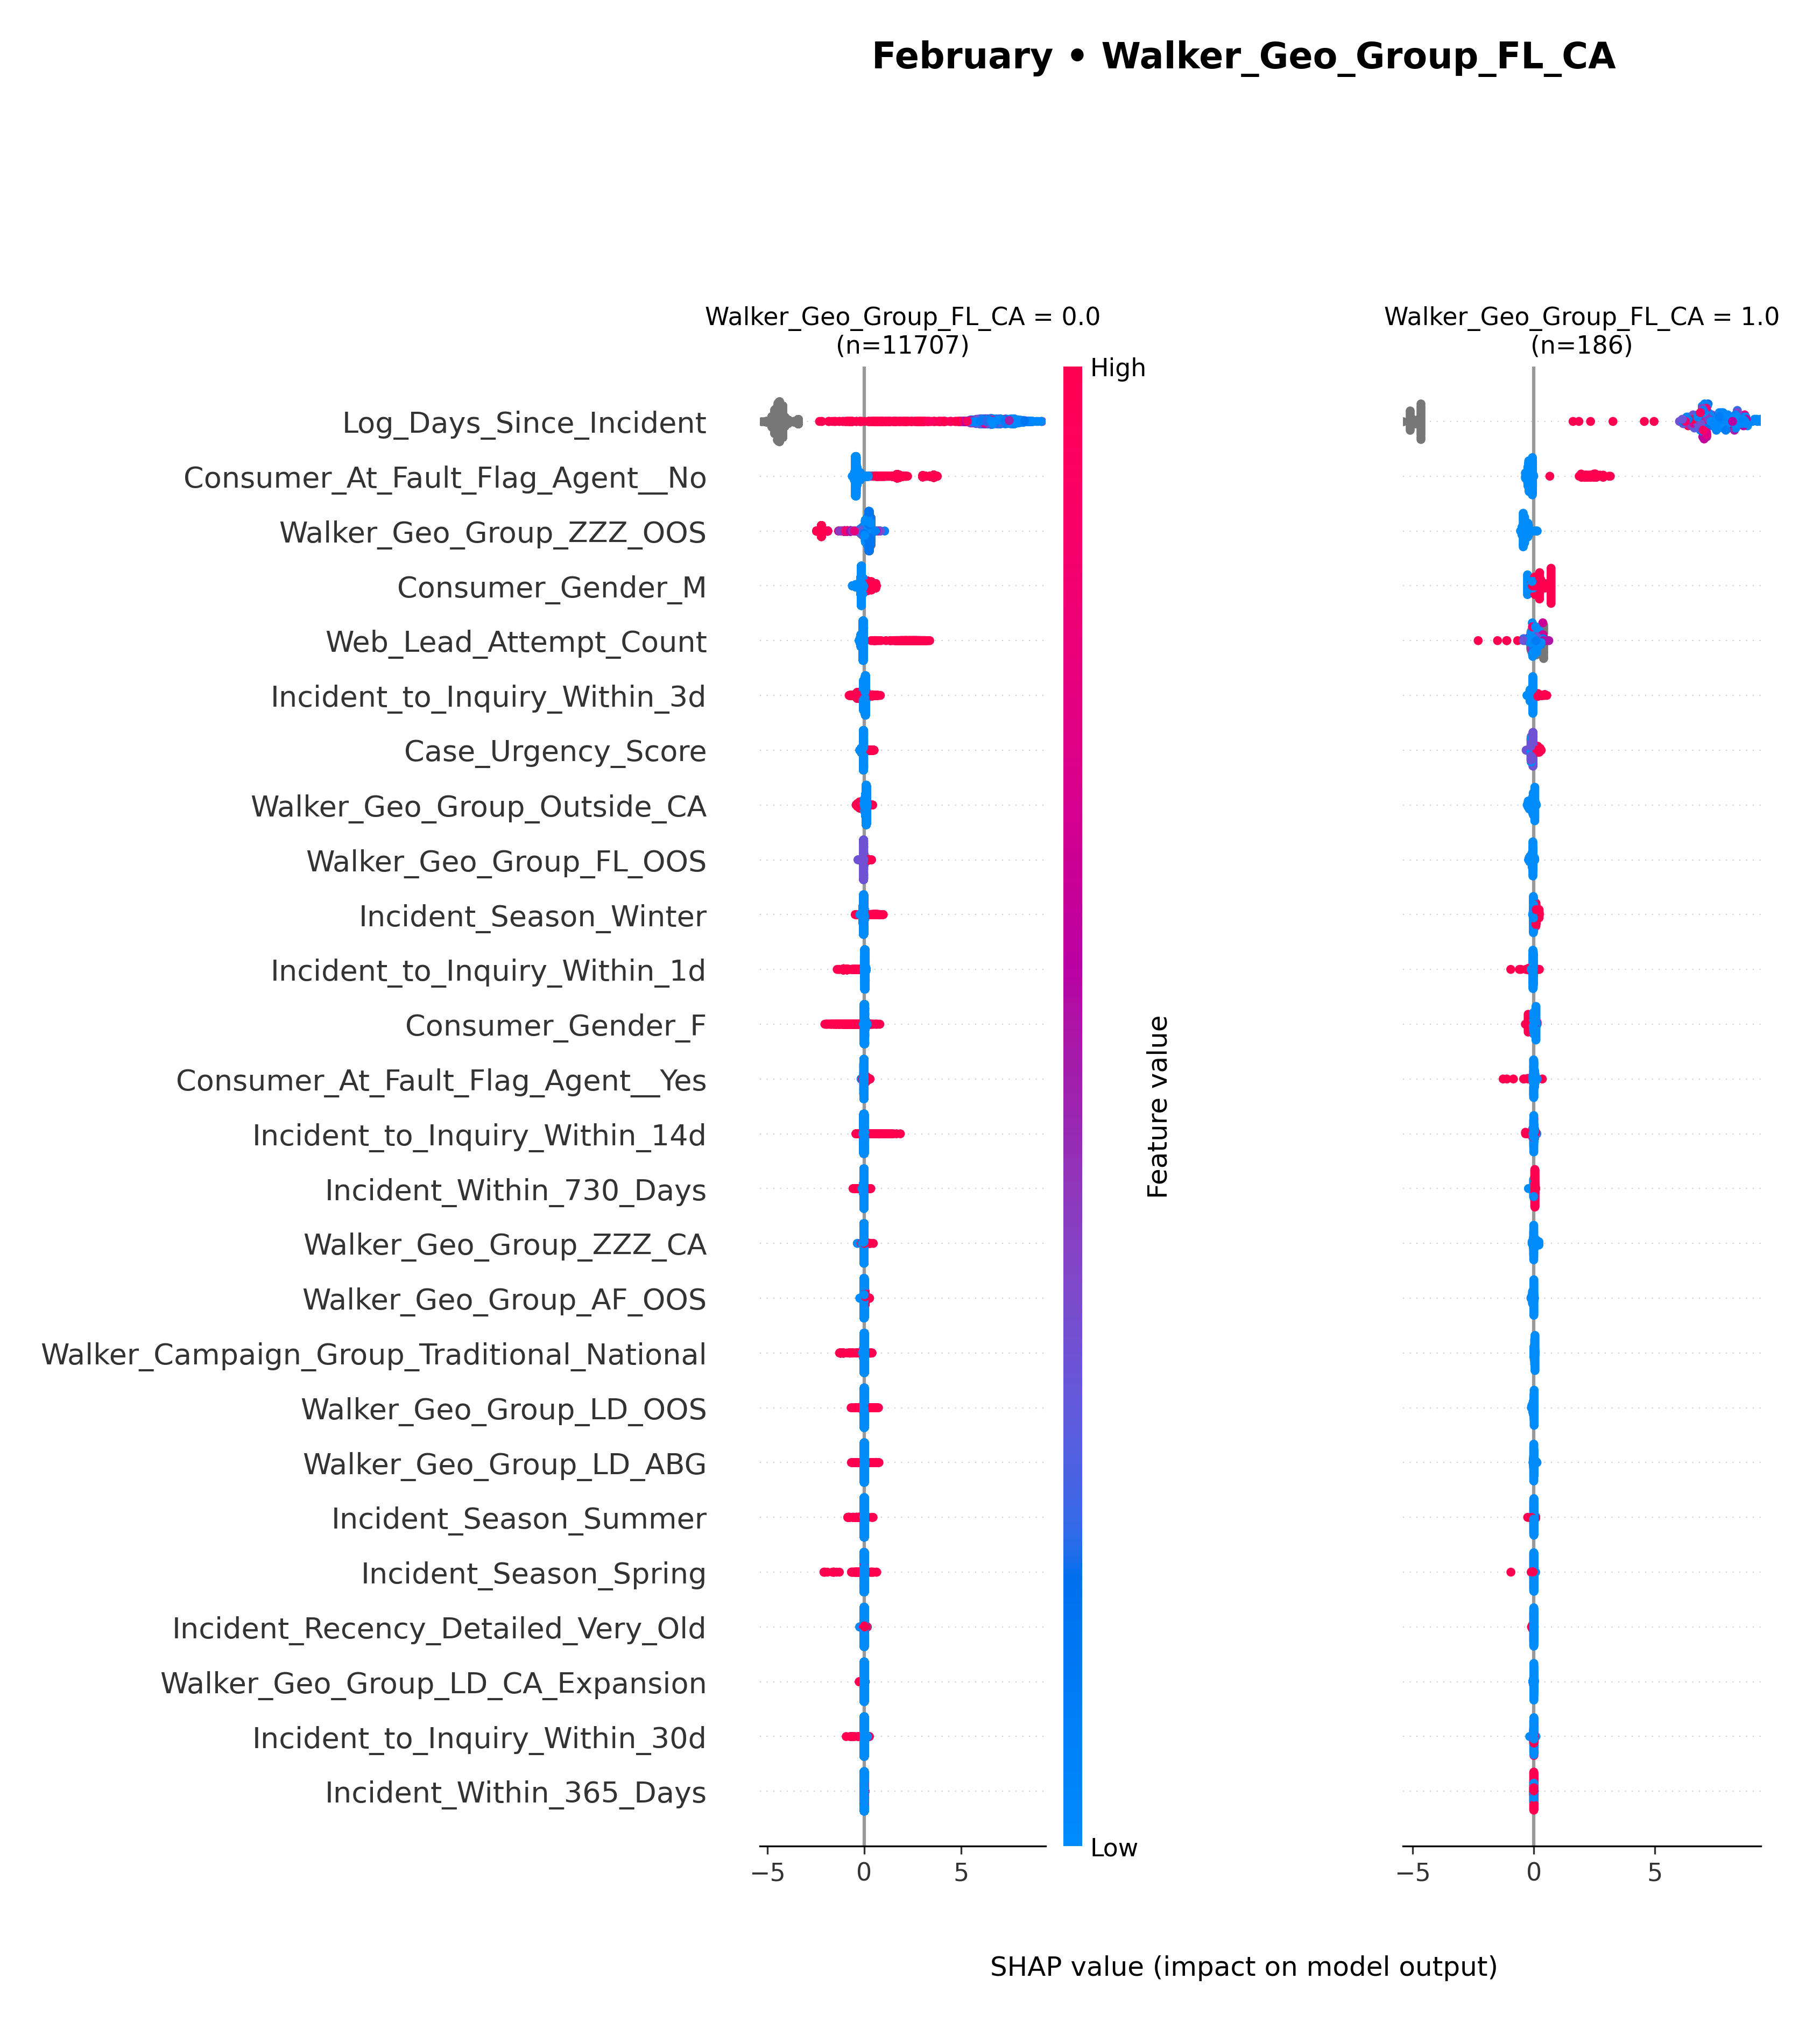 February • Walker_Geo_Group_FL_CA
Walker_Geo_Group_FL_CA = 0.0
(n=11707)
Walker_Geo_Group_FL_CA = 1.0
(n=186)
High
Log_Days_Since_Incident
Consumer_At_Fault_Flag_Agent__No
Walker_Geo_Group_ZZZ_OOS
Consumer_Gender_M
Web_Lead_Attempt_Count
Incident_to_Inquiry_Within_3d
Case_Urgency_Score
Walker_Geo_Group_Outside_CA
Walker_Geo_Group_FL_OOS
Incident_Season_Winter
Incident_to_Inquiry_Within_1d
Consumer_Gender_F
Consumer_At_Fault_Flag_Agent__Yes
Incident_to_Inquiry_Within_14d
Incident_Within_730_Days
Walker_Geo_Group_ZZZ_CA
Walker_Geo_Group_AF_OOS
Walker_Campaign_Group_Traditional_National
Walker_Geo_Group_LD_OOS
Walker_Geo_Group_LD_ABG
Incident_Season_Summer
Incident_Season_Spring
Incident_Recency_Detailed_Very_Old
Walker_Geo_Group_LD_CA_Expansion
Incident_to_Inquiry_Within_30d
Incident_Within_365_Days
Feature value
Low
−5 0 5
−5 0 5
SHAP value (impact on model output)